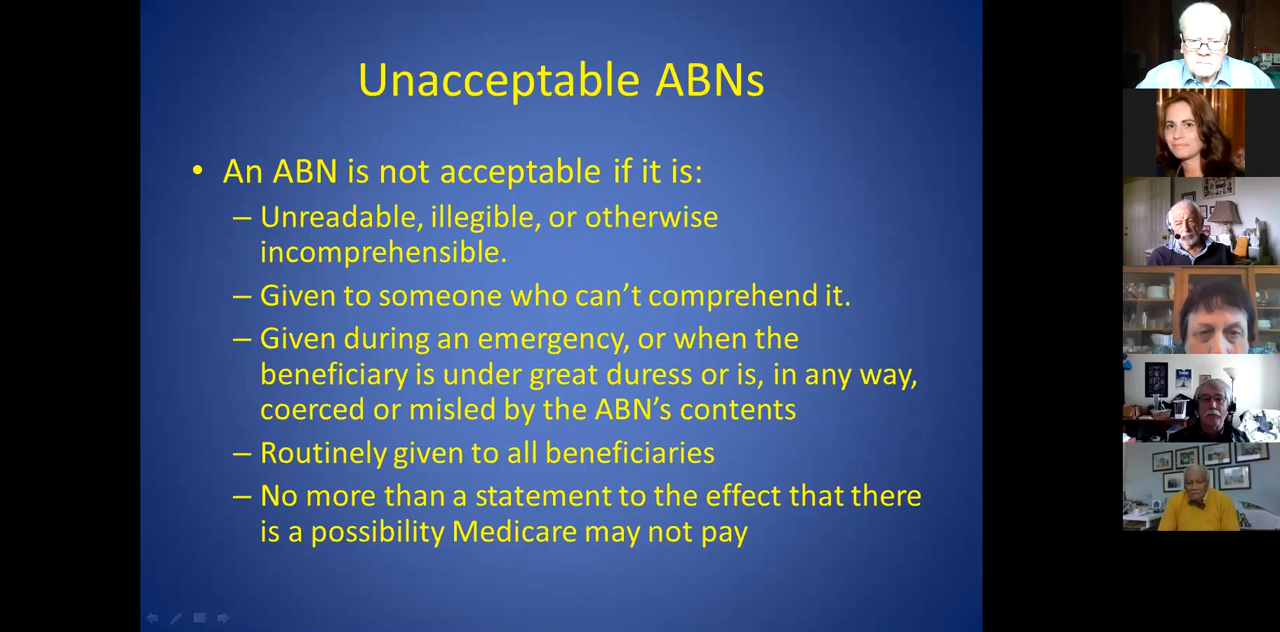 Unacceptable ABNs
• An ABN is not acceptable if it is:
– Unreadable, illegible, or otherwise
incomprehensible.
– Given to someone who can't comprehend it.
– Given during an emergency, or when the
beneficiary is under great duress or is, in any way,
coerced or misled by the ABN's contents
– Routinely given to all beneficiaries
– No more than a statement to the effect that there
is a possibility Medicare may not pay